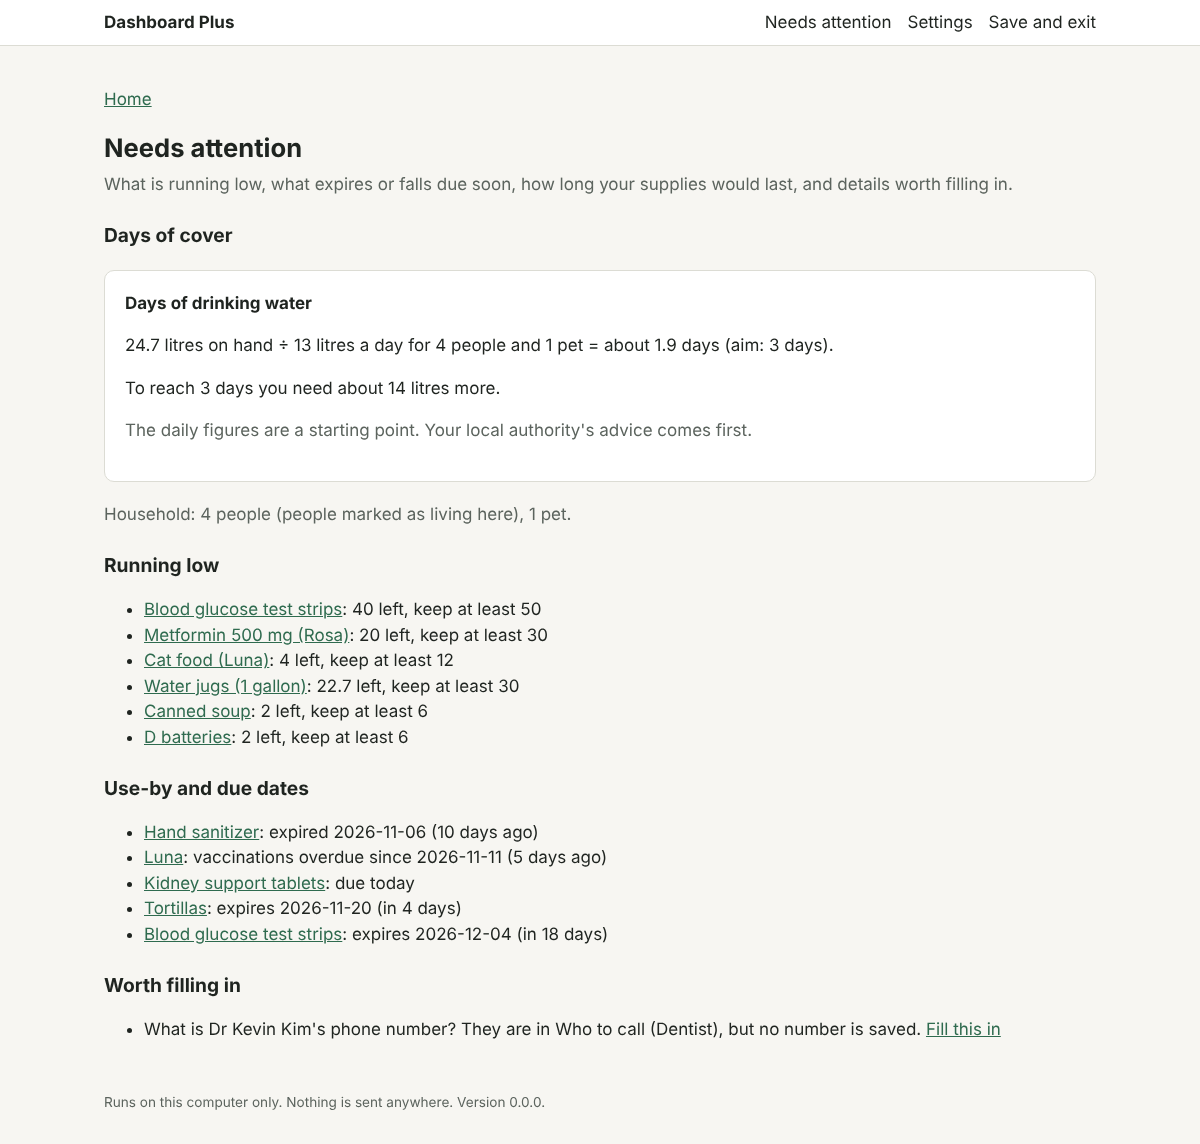 Dashboard Plus
Needs attention Settings Save and exit
Home
Needs attention
What is running low, what expires or falls due soon, how long your supplies would last, and details worth filling in.
Days of cover
Days of drinking water
24.7 litres on hand ÷ 13 litres a day for 4 people and 1 pet = about 1.9 days (aim: 3 days).
To reach 3 days you need about 14 litres more.
The daily figures are a starting point. Your local authority's advice comes first.
Household: 4 people (people marked as living here), 1 pet.
Running low
Blood glucose test strips: 40 left, keep at least 50
Metformin 500 mg (Rosa): 20 left, keep at least 30
Cat food (Luna): 4 left, keep at least 12
Water jugs (1 gallon): 22.7 left, keep at least 30
Canned soup: 2 left, keep at least 6
D batteries: 2 left, keep at least 6
Use-by and due dates
Hand sanitizer: expired 2026-11-06 (10 days ago)
Luna: vaccinations overdue since 2026-11-11 (5 days ago)
Kidney support tablets: due today
Tortillas: expires 2026-11-20 (in 4 days)
Blood glucose test strips: expires 2026-12-04 (in 18 days)
Worth filling in
What is Dr Kevin Kim's phone number? They are in Who to call (Dentist), but no number is saved. Fill this in
Runs on this computer only. Nothing is sent anywhere. Version 0.0.0.